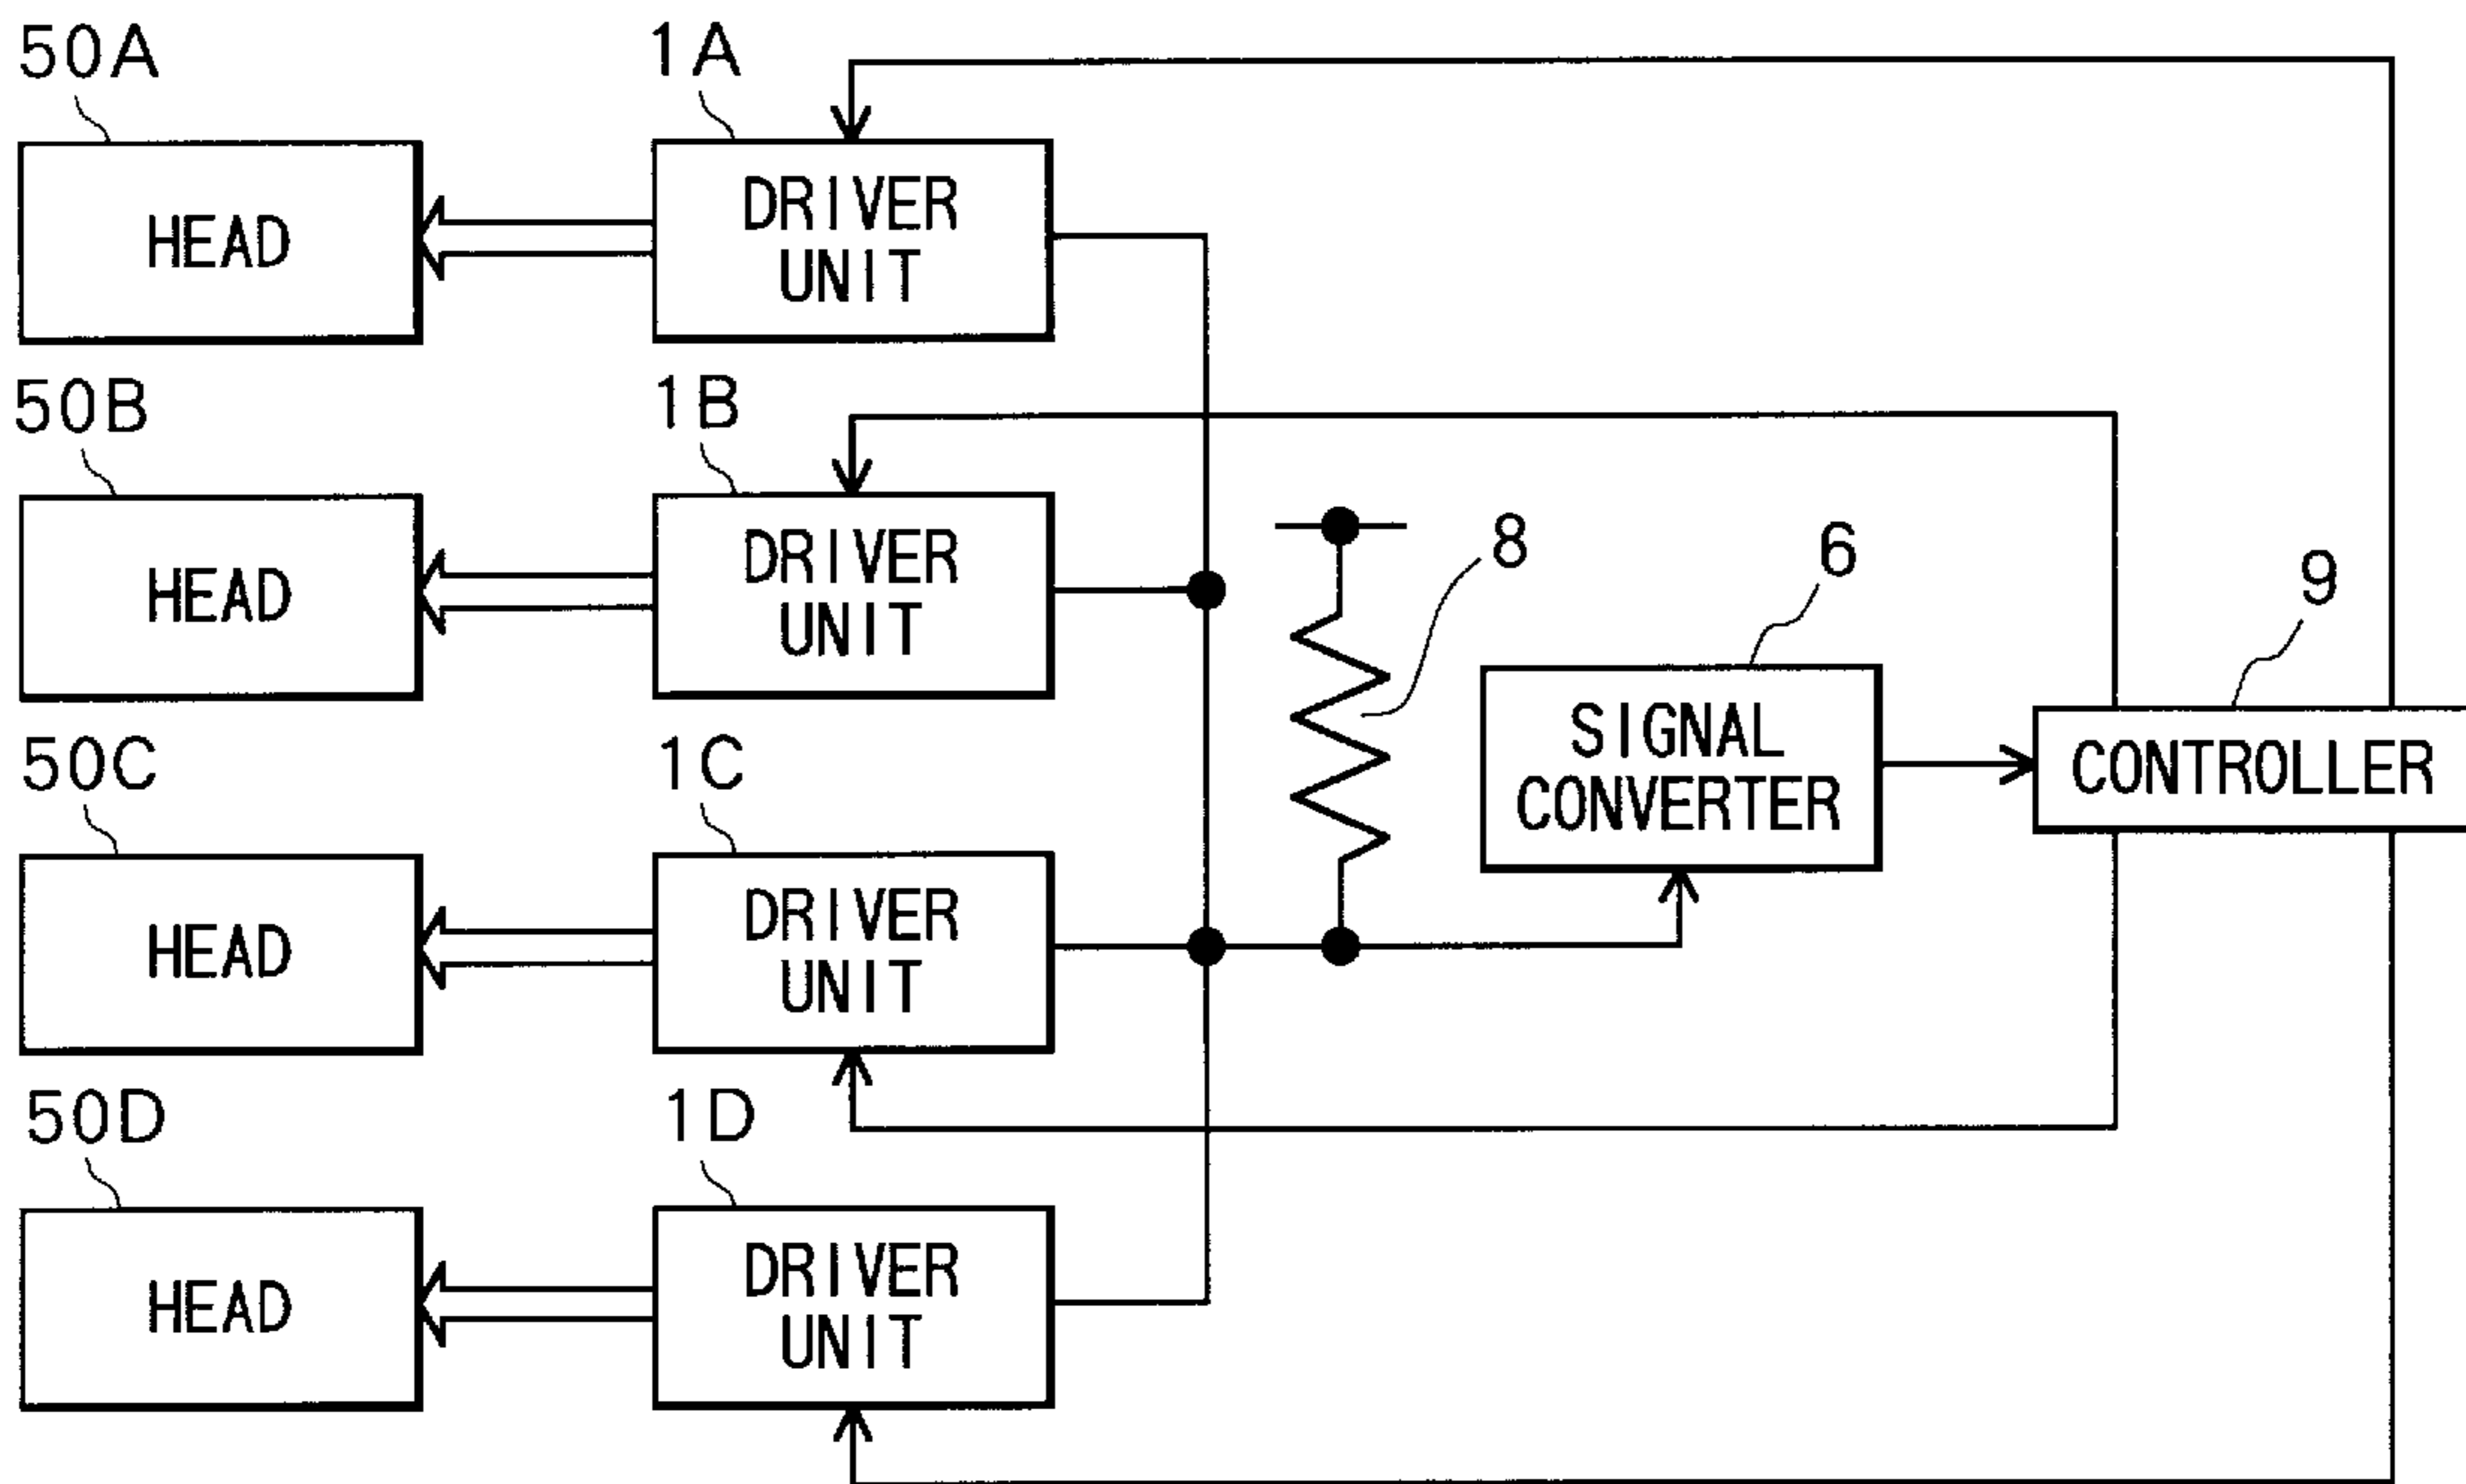 50A
1A
HEAD
DRIVER
UNIT
50B
1B
HEAD
DRIVER
UNIT
8
6
9
SIGNAL
CONVERTER
CONTROLLER
50C
1C
HEAD
DRIVER
UNIT
50D
1D
HEAD
DRIVER
UNIT